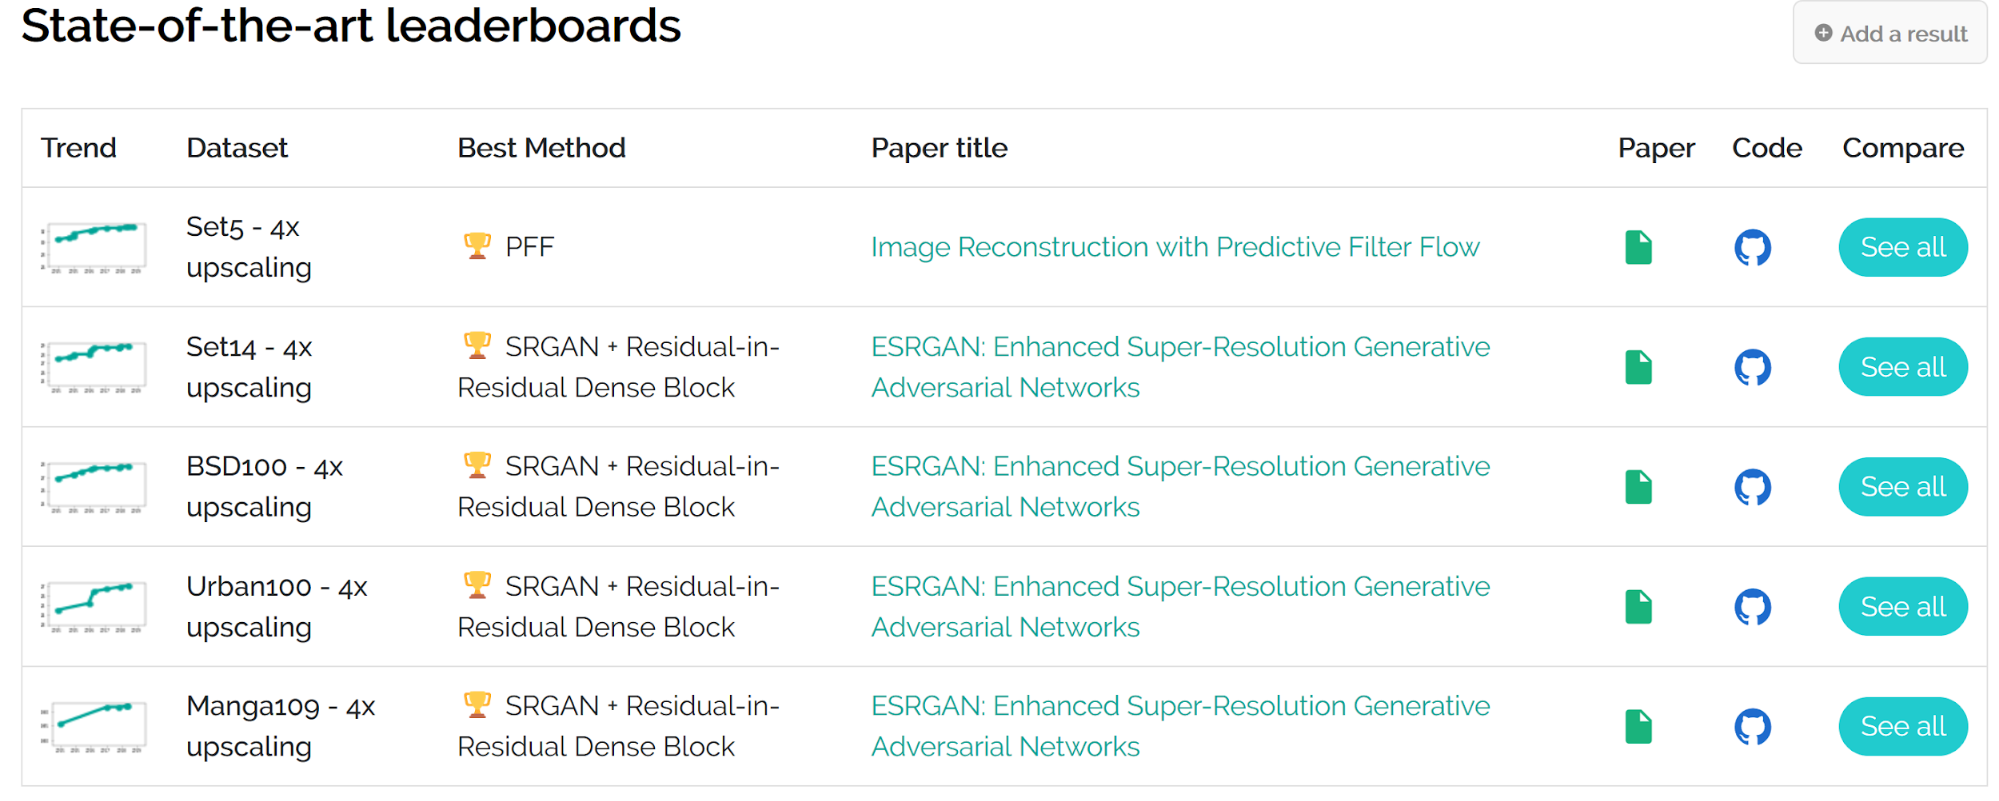 State-of-the-art leaderboards
Add a result
Trend Dataset Best Method Paper title Paper Code Compare
Set5 - 4x
upscaling
PFF
Image Reconstruction with Predictive Filter Flow
See all
Set14 - 4x
upscaling
SRGAN + Residual-in-
Residual Dense Block
ESRGAN: Enhanced Super-Resolution Generative
Adversarial Networks
See all
BSD100 - 4x
upscaling
SRGAN + Residual-in-
Residual Dense Block
ESRGAN: Enhanced Super-Resolution Generative
Adversarial Networks
See all
Urban100 - 4x
upscaling
SRGAN + Residual-in-
Residual Dense Block
ESRGAN: Enhanced Super-Resolution Generative
Adversarial Networks
See all
Manga109 - 4x
upscaling
SRGAN + Residual-in-
Residual Dense Block
ESRGAN: Enhanced Super-Resolution Generative
Adversarial Networks
See all